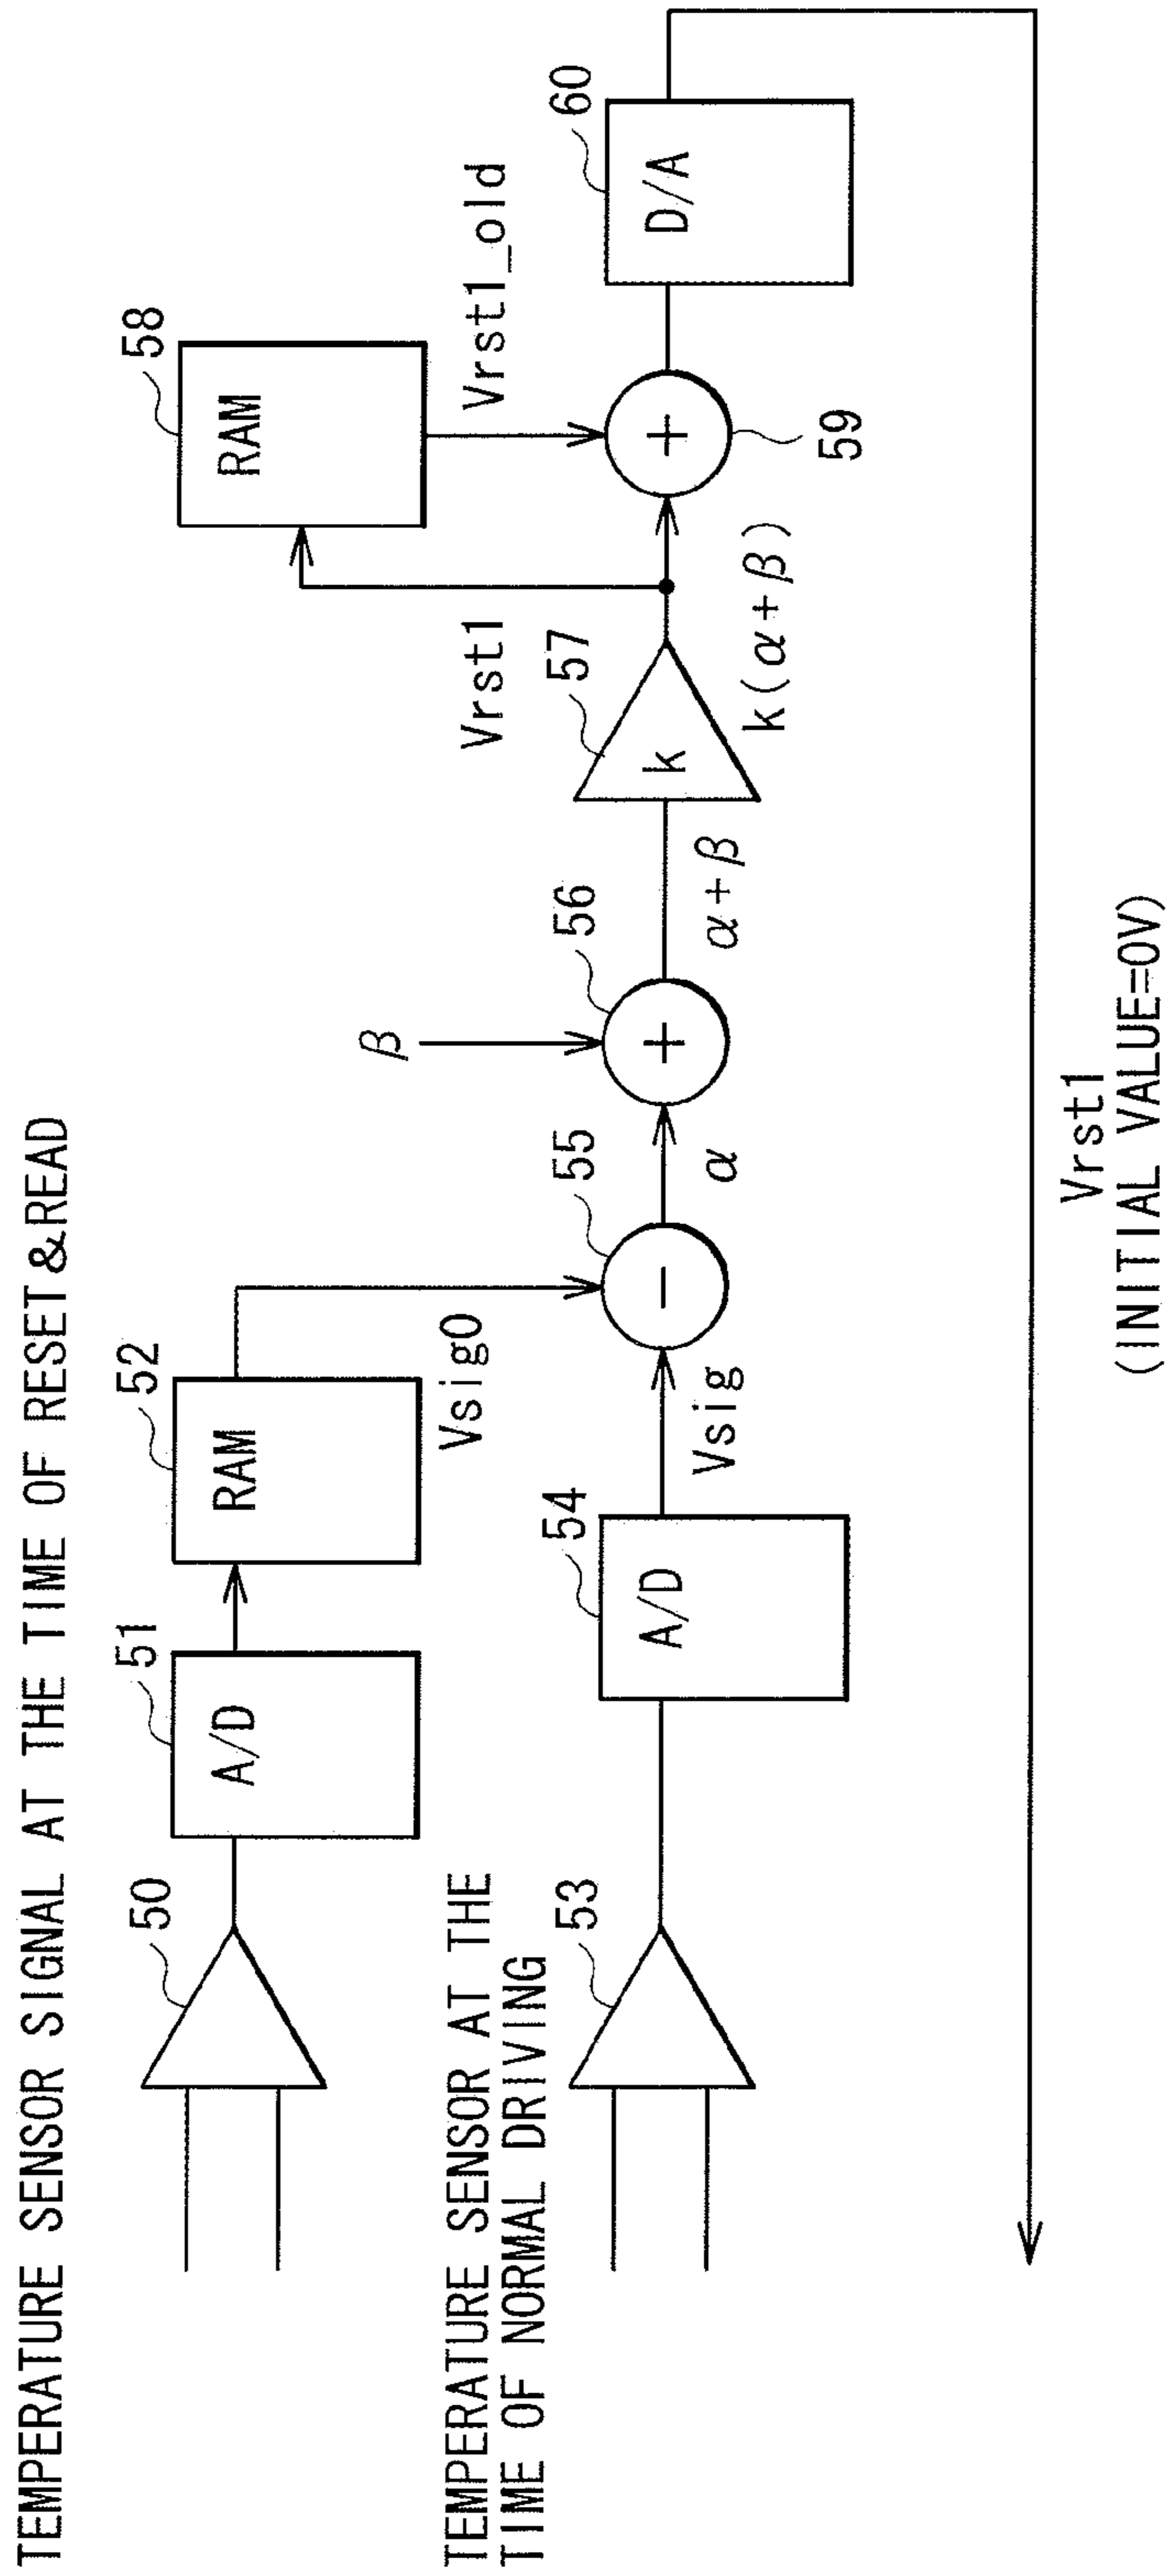 TEMPERATURE SENSOR SIGNAL AT THE TIME OF RESET&READ
50
A/D
51
RAM
52
Vsig0
TEMPERATURE SENSOR AT THE
TIME OF NORMAL DRIVING
53
A/D
54
Vsig
−
55
α
β
+
56
α+β
k
57
Vrst1
k(α+β)
RAM
58
Vrst1_old
+
59
D/A
60
Vrst1
(INITIAL VALUE=0V)